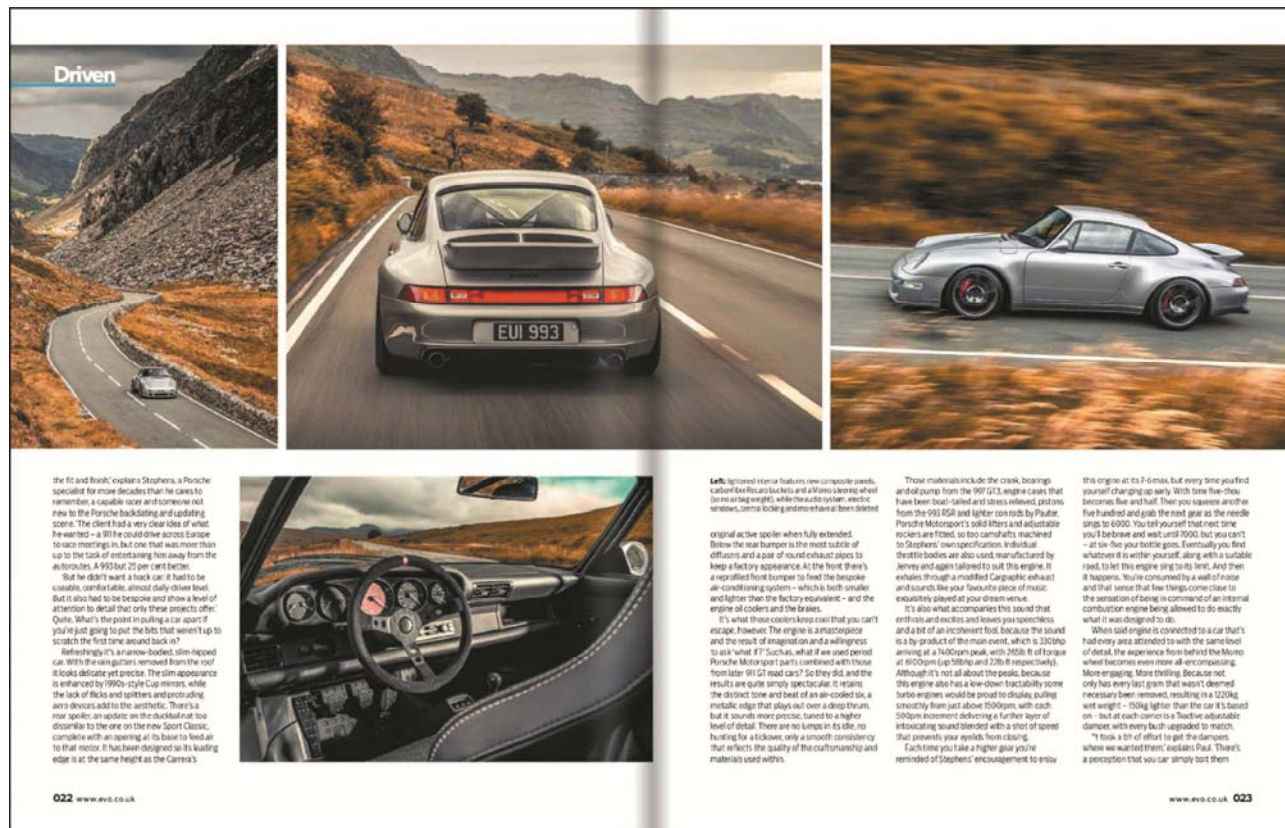 Driven
EUI 993
the fit and finish,' explains Stephens, a Porsche
specialist for more decades than he cares to
remember, a capable racer and someone not
new to the Porsche backdating and updating
scene. 'The client had a very clear idea of what
he wanted – a 911 he could drive across Europe
to race meetings in, but one that was more than
up to the task of entertaining him away from the
autoroutes. A 993 but 25 per cent better.
'But he didn't want a track car; it had to be
useable, comfortable, almost daily-driver level.
But it also had to be bespoke and show a level of
attention to detail that only these projects offer.'
Quite. What's the point in pulling a car apart if
you're just going to put the bits that weren't up to
scratch the first time around back in?
Refreshingly it's a narrow-bodied, slim-hipped
car. With the rain gutters removed from the roof
it looks delicate yet precise. The slim appearance
is enhanced by 1990s-style Cup mirrors, while
the lack of flicks and splitters and protruding
aero devices add to the aesthetic. There's a
rear spoiler, an update on the ducktail not too
dissimilar to the one on the new Sport Classic,
complete with an opening at its base to feed air
to that motor. It has been designed so its leading
edge is at the same height as the Carrera's
Left: lightened interior features new composite panels,
carbonfibre Recaro buckets and a Momo steering wheel
(so no airbag weight), while the audio system, electric
windows, central locking and more have all been deleted
original active spoiler when fully extended.
Below the rear bumper is the most subtle of
diffusers and a pair of round exhaust pipes to
keep a factory appearance. At the front there's
a reprofiled front bumper to feed the bespoke
air-conditioning system – which is both smaller
and lighter than the factory equivalent – and the
engine oil coolers and the brakes.
It's what those coolers keep cool that you can't
escape, however. The engine is a masterpiece
and the result of imagination and a willingness
to ask 'what if?' Such as, what if we used period
Porsche Motorsport parts combined with those
from later 911 GT road cars? So they did, and the
results are quite simply spectacular. It retains
the distinct tone and beat of an air-cooled six, a
metallic edge that plays out over a deep thrum,
but it sounds more precise, tuned to a higher
level of detail. There are no lumps in its idle, no
hunting for a tickover, only a smooth consistency
that reflects the quality of the craftsmanship and
materials used within.
Those materials include the crank, bearings
and oil pump from the 997 GT3, engine cases that
have been boat-tailed and stress relieved, pistons
from the 993 RSR and lighter con rods by Pauter.
Porsche Motorsport's solid lifters and adjustable
rockers are fitted, so too camshafts machined
to Stephens' own specification. Individual
throttle bodies are also used, manufactured by
Jenvey and again tailored to suit this engine. It
exhales through a modified Cargraphic exhaust
and sounds like your favourite piece of music
exquisitely played at your dream venue.
It's also what accompanies this sound that
enthrals and excites and leaves you speechless
and a bit of an incoherent fool, because the sound
is a by-product of the main event, which is 330bhp
arriving at a 7400rpm peak, with 265lb ft of torque
at 6100rpm (up 58bhp and 22lb ft respectively).
Although it's not all about the peaks, because
this engine also has a low-down tractability some
turbo engines would be proud to display, pulling
smoothly from just above 1500rpm, with each
500rpm increment delivering a further layer of
intoxicating sound blended with a shot of speed
that prevents your eyelids from closing.
Each time you take a higher gear you're
reminded of Stephens' encouragement to enjoy
this engine at its 7-6 max, but every time you find
yourself changing up early. With time five-thou
becomes five and half. Then you squeeze another
five hundred and grab the next gear as the needle
sings to 6000. You tell yourself that next time
you'll be brave and wait until 7000, but you can't
– at six-five your bottle goes. Eventually you find
whatever it is within yourself, along with a suitable
road, to let this engine sing to its limit. And then
it happens. You're consumed by a wall of noise
and that sense that few things come close to
the sensation of being in command of an internal
combustion engine being allowed to do exactly
what it was designed to do.
When said engine is connected to a car that's
had every area attended to with the same level
of detail, the experience from behind the Momo
wheel becomes even more all-encompassing.
More engaging. More thrilling. Because not
only has every last gram that wasn't deemed
necessary been removed, resulting in a 1220kg
wet weight – 150kg lighter than the car it's based
on – but at each corner is a Tractive adjustable
damper, with every bush upgraded to match.
'It took a bit of effort to get the dampers
where we wanted them,' explains Paul. 'There's
a perception that you can simply bolt them
022 www.evo.co.uk
www.evo.co.uk 023